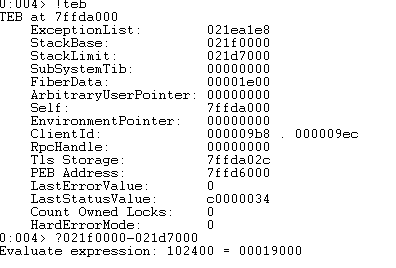 0:004> !teb
TEB at 7ffda000
ExceptionList: 021ea1e8
StackBase: 021f0000
StackLimit: 021d7000
SubSystemTib: 00000000
FiberData: 00001e00
ArbitraryUserPointer: 00000000
Self: 7ffda000
EnvironmentPointer: 00000000
ClientId: 000009b8 . 000009ec
RpcHandle: 00000000
Tls Storage: 7ffda02c
PEB Address: 7ffd6000
LastErrorValue: 0
LastStatusValue: c0000034
Count Owned Locks: 0
HardErrorMode: 0
0:004> ?021f0000-021d7000
Evaluate expression: 102400 = 00019000